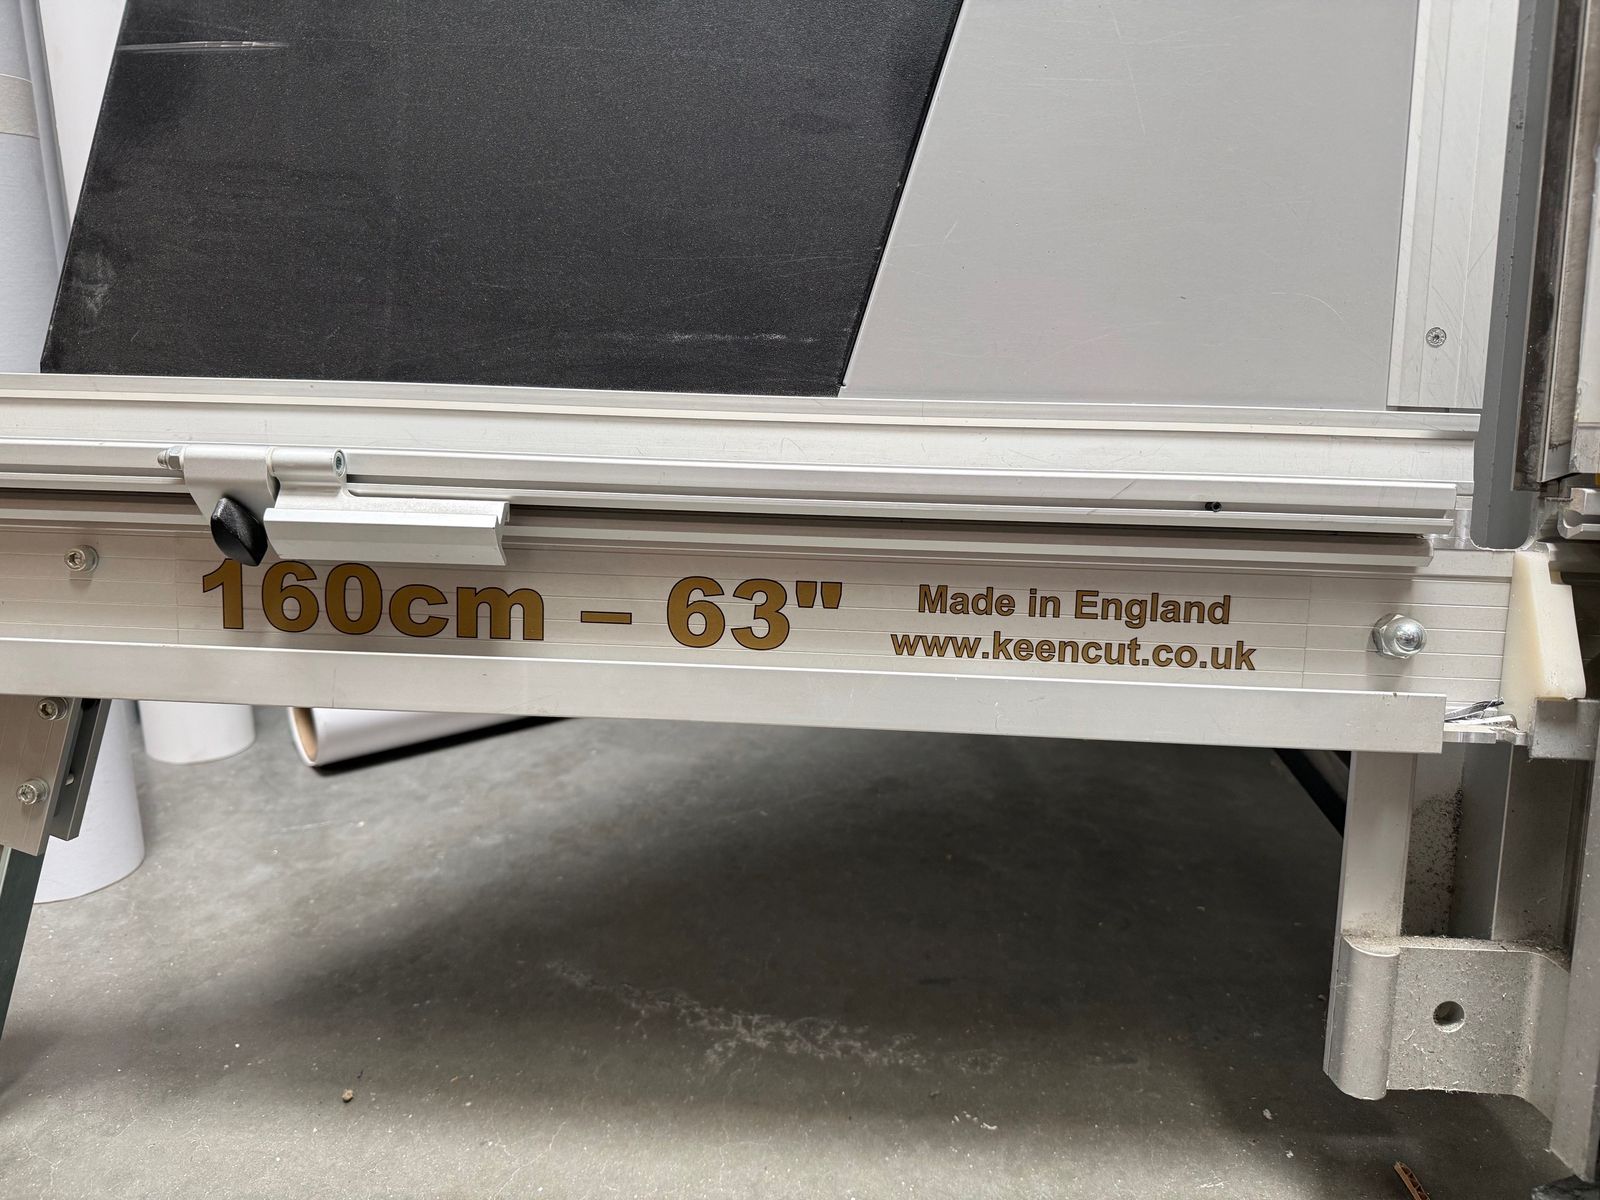 160cm – 63"
Made in England
www.keencut.co.uk